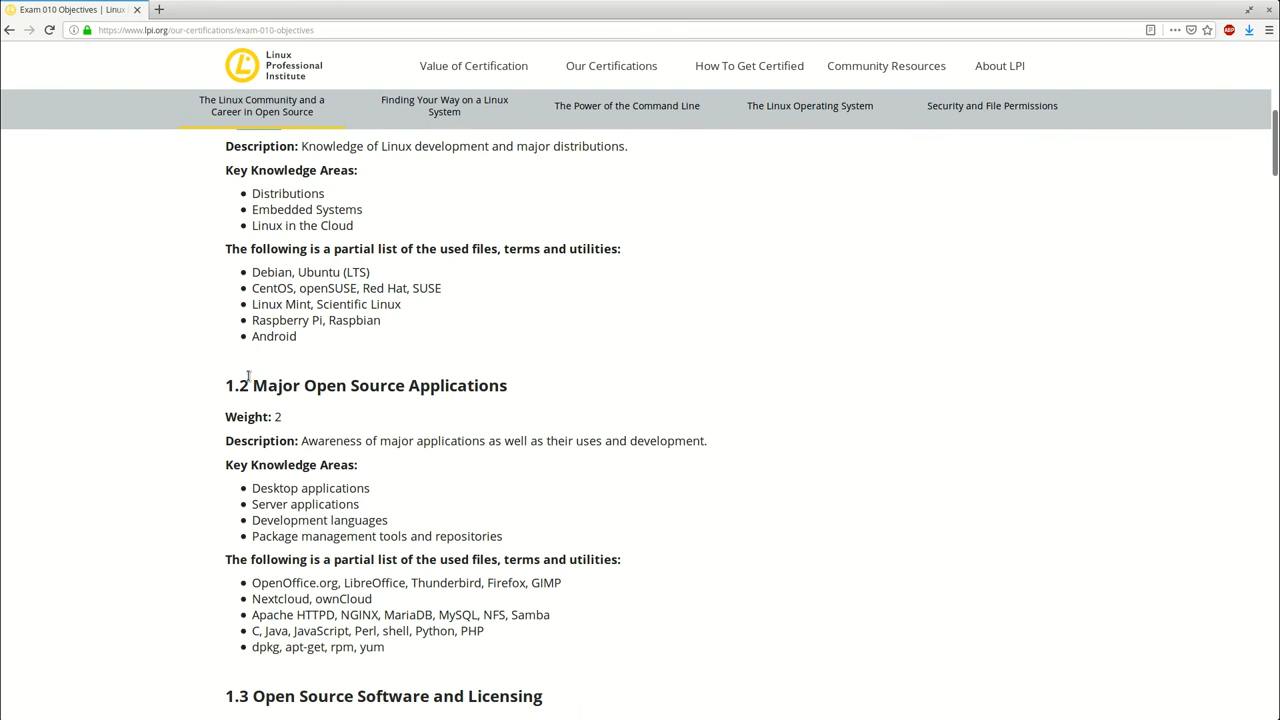 Exam 010 Objectives | Linux
https://www.lpi.org/our-certifications/exam-010-objectives
ABP
Linux
Professional
Institute
Value of Certification
Our Certifications
How To Get Certified
Community Resources
About LPI
The Linux Community and a
Career in Open Source
Finding Your Way on a Linux
System
The Power of the Command Line
The Linux Operating System
Security and File Permissions
Description: Knowledge of Linux development and major distributions.
Key Knowledge Areas:
Distributions
Embedded Systems
Linux in the Cloud
The following is a partial list of the used files, terms and utilities:
Debian, Ubuntu (LTS)
CentOS, openSUSE, Red Hat, SUSE
Linux Mint, Scientific Linux
Raspberry Pi, Raspbian
Android
1.2 Major Open Source Applications
Weight: 2
Description: Awareness of major applications as well as their uses and development.
Key Knowledge Areas:
Desktop applications
Server applications
Development languages
Package management tools and repositories
The following is a partial list of the used files, terms and utilities:
OpenOffice.org, LibreOffice, Thunderbird, Firefox, GIMP
Nextcloud, ownCloud
Apache HTTPD, NGINX, MariaDB, MySQL, NFS, Samba
C, Java, JavaScript, Perl, shell, Python, PHP
dpkg, apt-get, rpm, yum
1.3 Open Source Software and Licensing